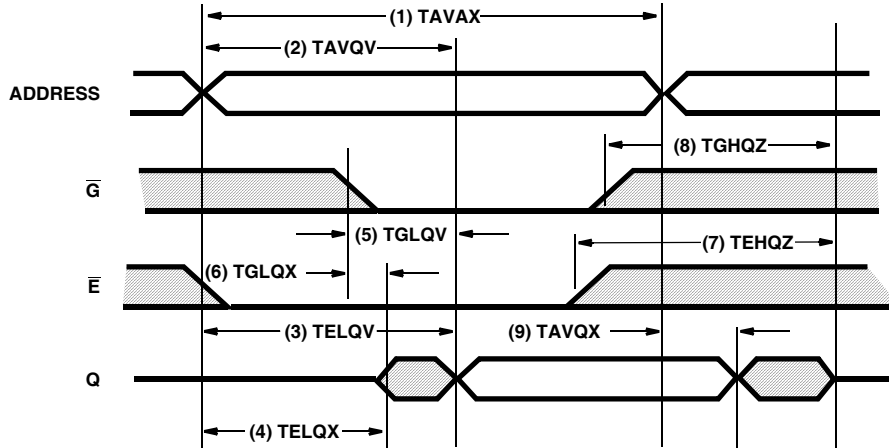 (1) TAVAX
(2) TAVQV
ADDRESS
(8) TGHQZ
G̅
(5) TGLQV
(7) TEHQZ
(6) TGLQX
E̅
(3) TELQV
(9) TAVQX
Q
(4) TELQX